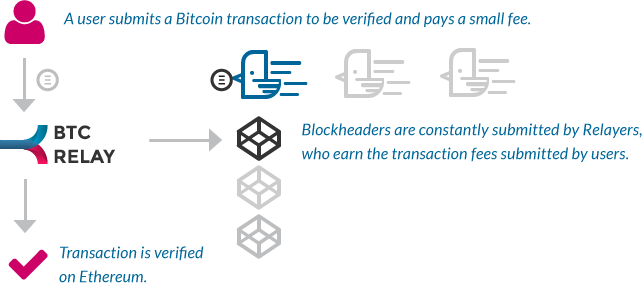 A user submits a Bitcoin transaction to be verified and pays a small fee.
BTC
RELAY
Blockheaders are constantly submitted by Relayers,
who earn the transaction fees submitted by users.
Transaction is verified
on Ethereum.